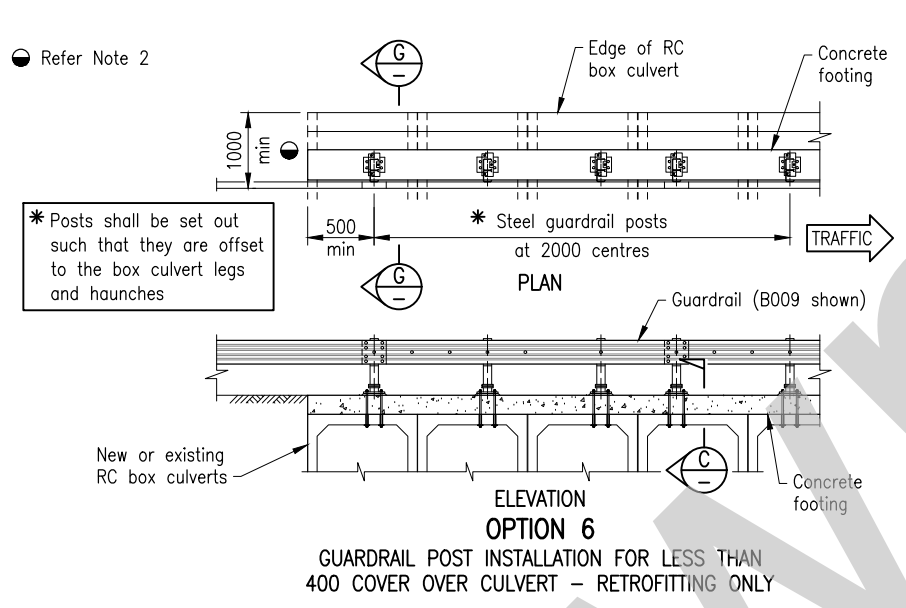 Refer Note 2
G
–
Edge of RC
box culvert
Concrete
footing
1000
min
* Posts shall be set out
such that they are offset
to the box culvert legs
and haunches
500
min
* Steel guardrail posts
at 2000 centres
TRAFFIC
G
–
PLAN
Guardrail (B009 shown)
New or existing
RC box culverts
C
–
Concrete
footing
ELEVATION
OPTION 6
GUARDRAIL POST INSTALLATION FOR LESS THAN
400 COVER OVER CULVERT – RETROFITTING ONLY